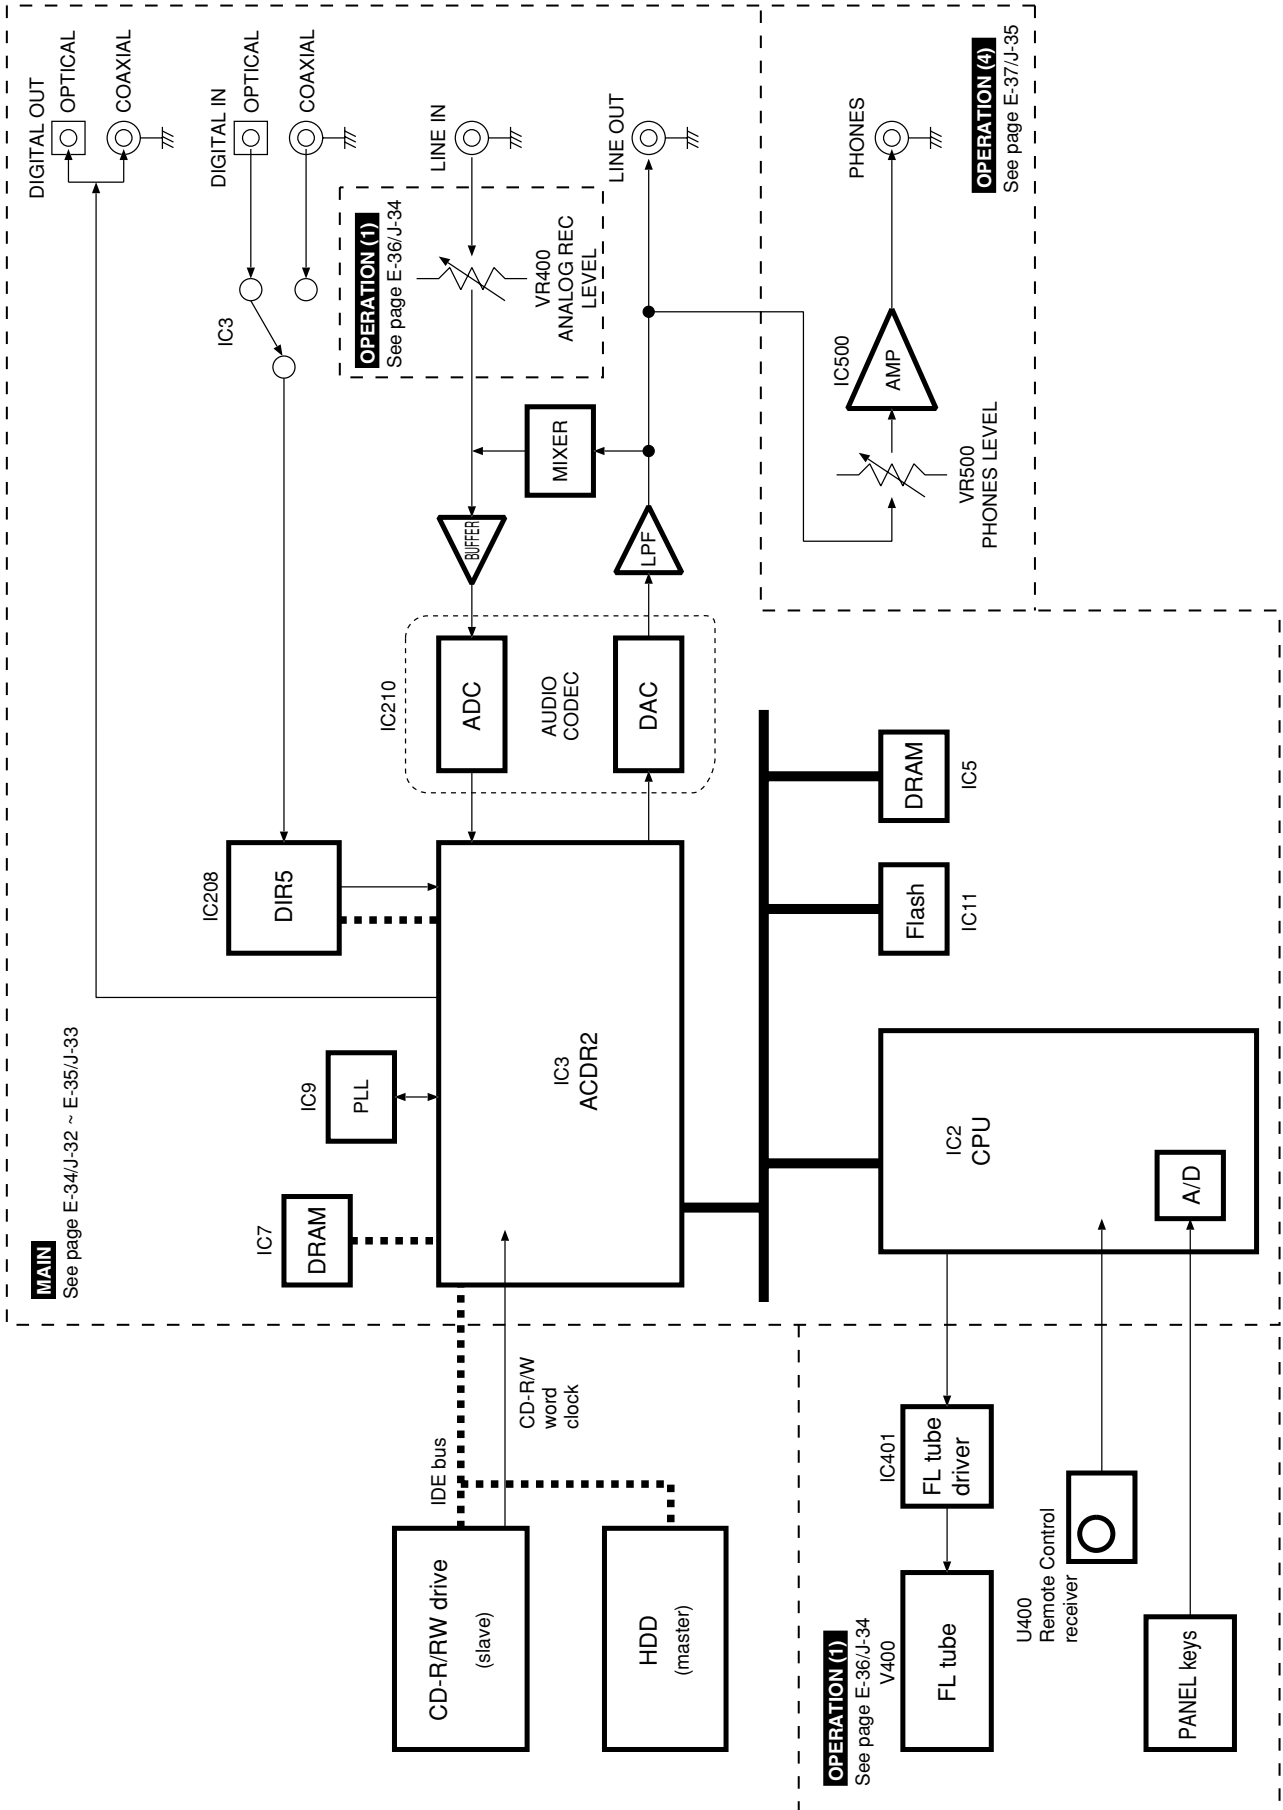 MAIN
See page E-34/J-32 ~ E-35/J-33
DIGITAL OUT
OPTICAL
COAXIAL
DIGITAL IN
OPTICAL
COAXIAL
IC3
IC208
DIR5
IC9
PLL
IC7
DRAM
OPERATION (1)
See page E-36/J-34
LINE IN
VR400
ANALOG REC
LEVEL
LINE OUT
MIXER
BUFFER
LPF
IC210
ADC
AUDIO
CODEC
DAC
IC3
ACDR2
IDE bus
CD-R/W
word
clock
CD-R/RW drive
(slave)
HDD
(master)
OPERATION (4)
See page E-37/J-35
PHONES
IC500
AMP
VR500
PHONES LEVEL
DRAM
IC5
Flash
IC11
IC2
CPU
A/D
OPERATION (1)
See page E-36/J-34
V400
FL tube
IC401
FL tube
driver
U400
Remote Control
receiver
PANEL keys